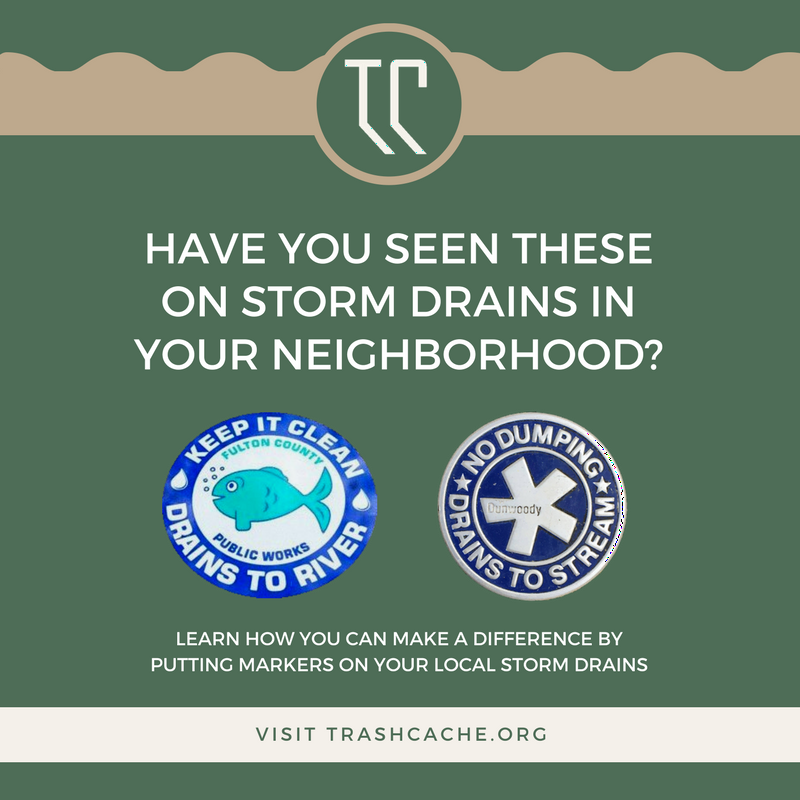 TC
HAVE YOU SEEN THESE
ON STORM DRAINS IN
YOUR NEIGHBORHOOD?
KEEP IT CLEAN
FULTON COUNTY
PUBLIC WORKS
DRAINS TO RIVER
NO DUMPING
Dunwoody
DRAINS TO STREAM
LEARN HOW YOU CAN MAKE A DIFFERENCE BY
PUTTING MARKERS ON YOUR LOCAL STORM DRAINS
VISIT TRASHCACHE.ORG